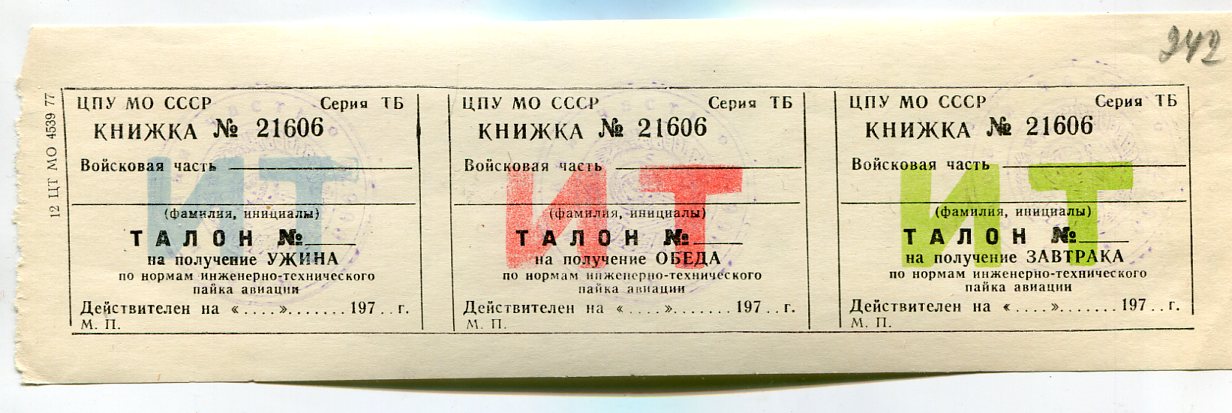 242
12 ЦТ МО 4539 77
ЦПУ МО СССР Серия ТБ
КНИЖКА № 21606
Войсковая часть
ИТ
(фамилия, инициалы)
ТАЛОН №
на получение УЖИНА
по нормам инженерно-технического
пайка авиации
Действителен на «....»....... 197..г.
М. П.
ЦПУ МО СССР Серия ТБ
КНИЖКА № 21606
Войсковая часть
ИТ
(фамилия, инициалы)
ТАЛОН №
на получение ОБЕДА
по нормам инженерно-технического
пайка авиации
Действителен на «....»....... 197..г.
М. П.
ЦПУ МО СССР Серия ТБ
КНИЖКА № 21606
Войсковая часть
ИТ
(фамилия, инициалы)
ТАЛОН №
на получение ЗАВТРАКА
по нормам инженерно-технического
пайка авиации
Действителен на «....»....... 197..г.
М. П.